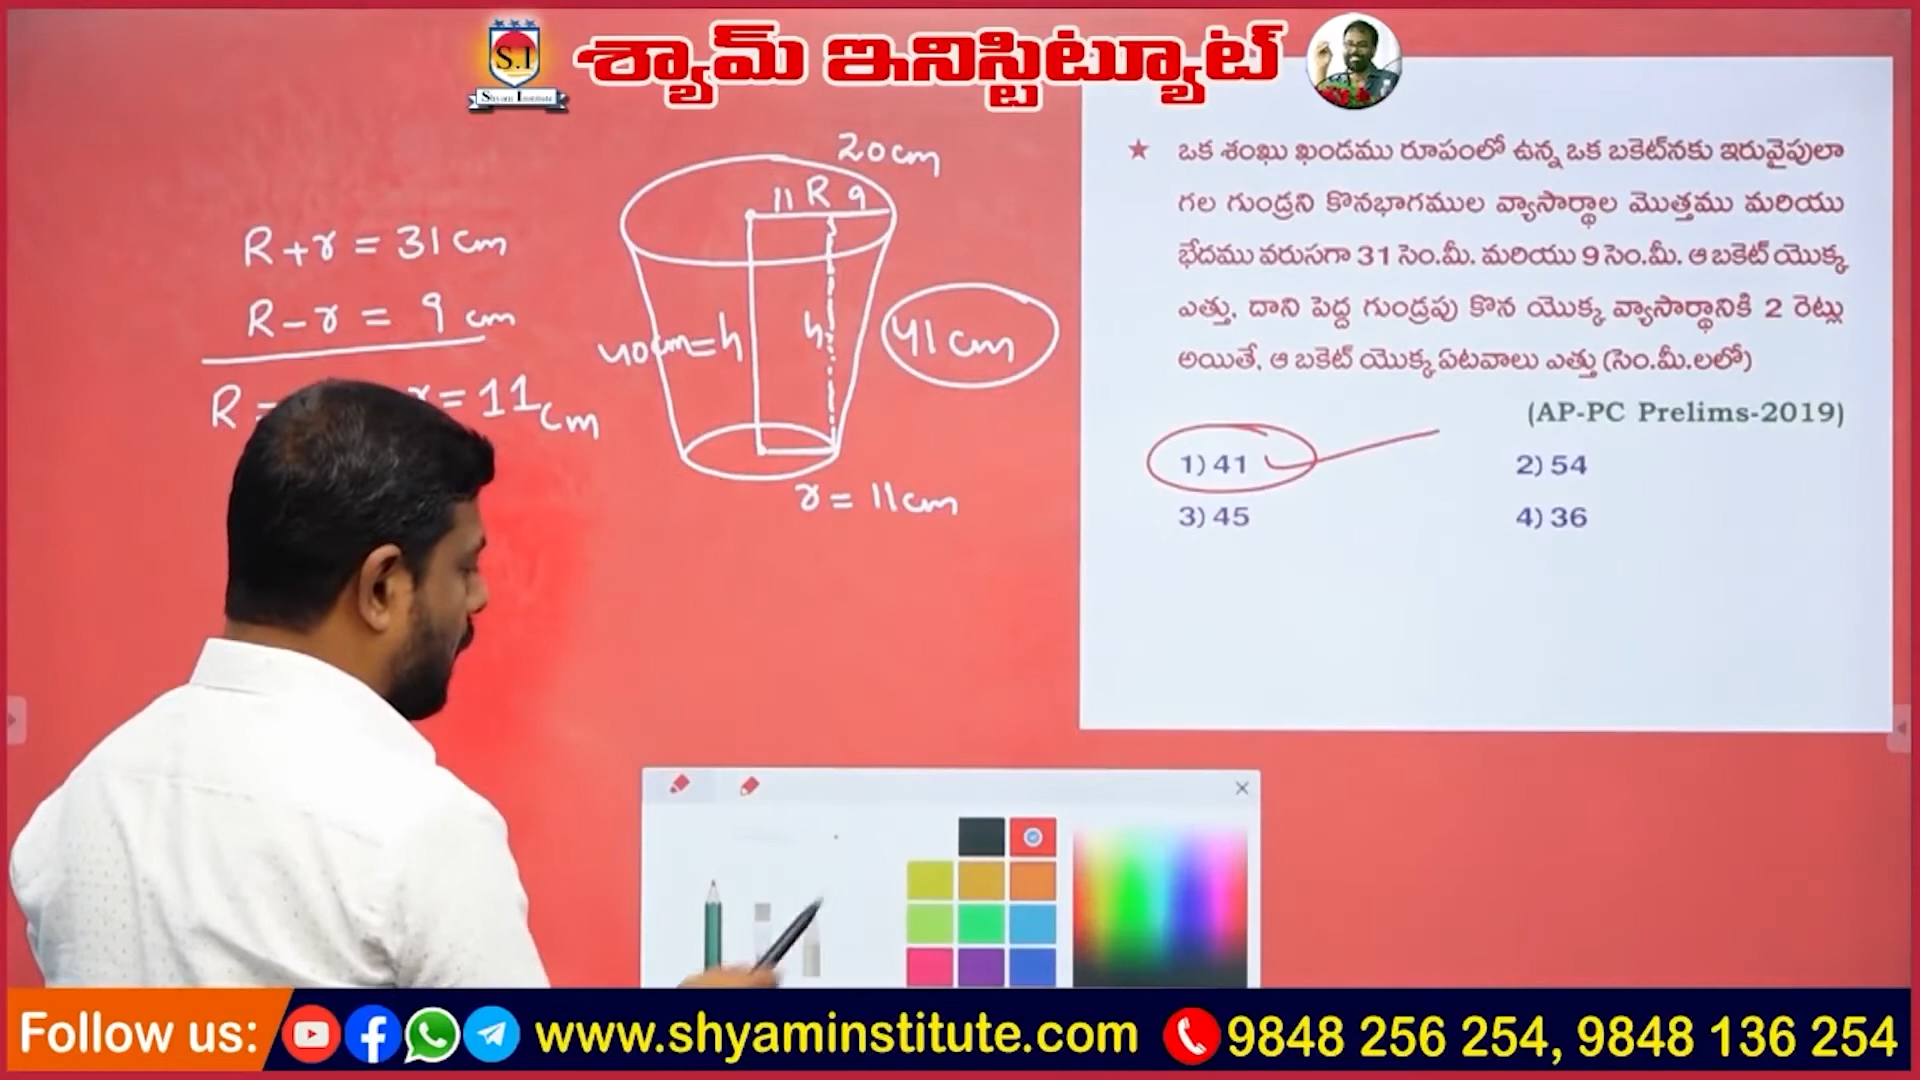 S.I
Shyam Institute
శ్యామ్ ఇనిస్టిట్యూట్
R+r = 31 cm
R-r = 9 cm
R = r = 11 cm
20cm
11 R 9
40cm=h
h
41 cm
r = 11cm
★ ఒక శంఖు ఖండము రూపంలో ఉన్న ఒక బకెట్‌నకు ఇరువైపులా
గల గుండ్రని కొనభాగముల వ్యాసార్థాల మొత్తము మరియు
భేదము వరుసగా 31 సెం.మీ. మరియు 9 సెం.మీ. ఆ బకెట్ యొక్క
ఎత్తు, దాని పెద్ద గుండ్రపు కొన యొక్క వ్యాసార్థానికి 2 రెట్లు
అయితే, ఆ బకెట్ యొక్క ఏటవాలు ఎత్తు (సెం.మీ.లలో)
(AP-PC Prelims-2019)
1) 41 2) 54
3) 45 4) 36
Follow us: www.shyaminstitute.com 9848 256 254, 9848 136 254